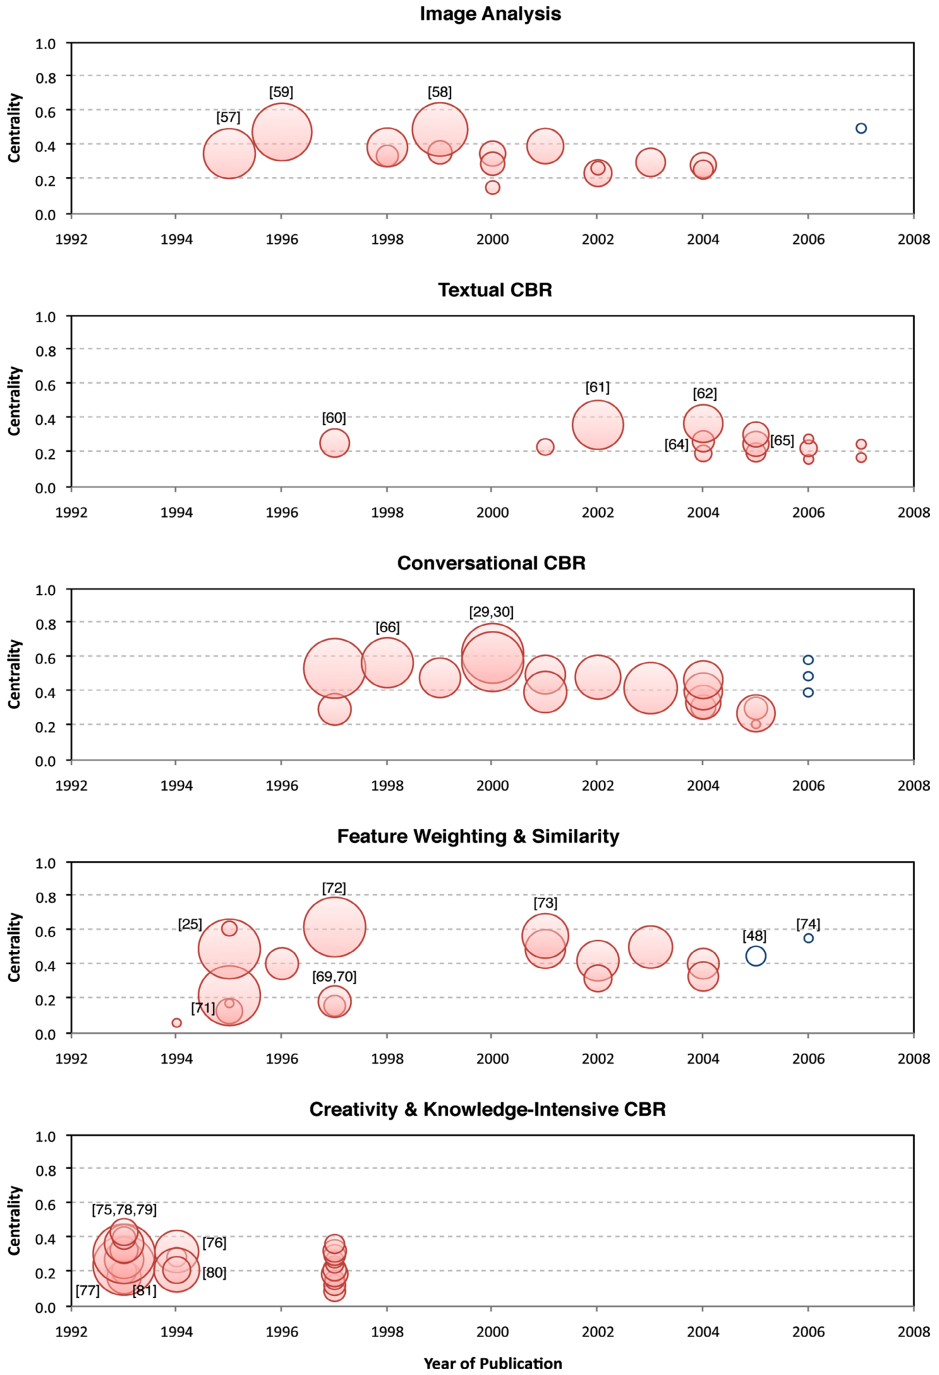 Image Analysis
1.0
[59] [58]
0.8
[57]
0.6
Centrality
0.4
0.2
0.0
1992 1994 1996 1998 2000 2002 2004 2006 2008
Textual CBR
1.0
0.8
[61] [62]
0.6
[60]
Centrality
0.4
[64] [65]
0.2
0.0
1992 1994 1996 1998 2000 2002 2004 2006 2008
Conversational CBR
1.0
[29,30]
0.8
[66]
0.6
Centrality
0.4
0.2
0.0
1992 1994 1996 1998 2000 2002 2004 2006 2008
Feature Weighting & Similarity
1.0
[72]
0.8
[73]
[25] [74]
0.6
[48]
Centrality
0.4
[69,70]
0.2
[71]
0.0
1992 1994 1996 1998 2000 2002 2004 2006 2008
Creativity & Knowledge-Intensive CBR
1.0
0.8
0.6
[75,78,79]
Centrality
0.4
[76]
0.2
[80]
[77] [81]
0.0
1992 1994 1996 1998 2000 2002 2004 2006 2008
Year of Publication